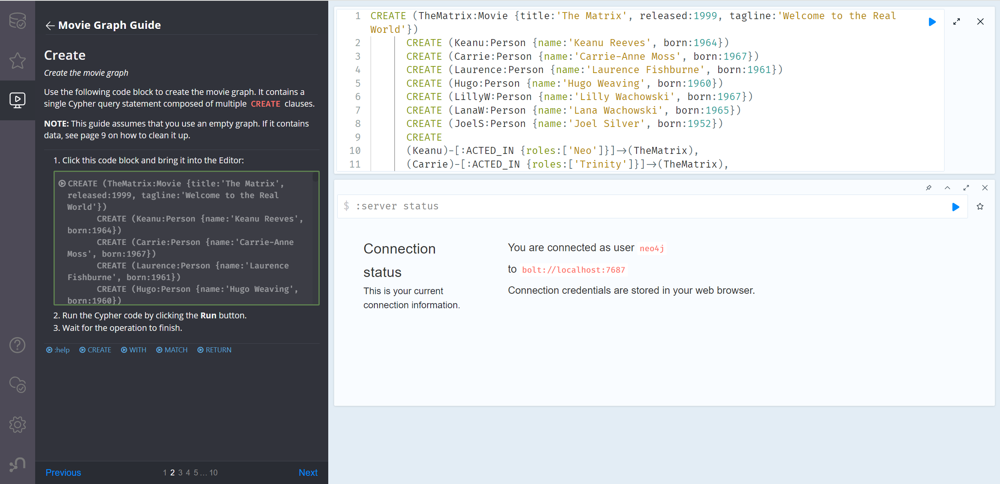 Movie Graph Guide
Create
Create the movie graph
Use the following code block to create the movie graph. It contains a
single Cypher query statement composed of multiple CREATE clauses.
NOTE: This guide assumes that you use an empty graph. If it contains
data, see page 9 on how to clean it up.
1. Click this code block and bring it into the Editor:
CREATE (TheMatrix:Movie {title:'The Matrix',
released:1999, tagline:'Welcome to the Real
World'})
CREATE (Keanu:Person {name:'Keanu Reeves',
born:1964})
CREATE (Carrie:Person {name:'Carrie-Anne
Moss', born:1967})
CREATE (Laurence:Person {name:'Laurence
Fishburne', born:1961})
CREATE (Hugo:Person {name:'Hugo Weaving',
born:1960})
2. Run the Cypher code by clicking the Run button.
3. Wait for the operation to finish.
:help CREATE WITH MATCH RETURN
Previous 1 2 3 4 5 ... 10 Next
1 CREATE (TheMatrix:Movie {title:'The Matrix', released:1999, tagline:'Welcome to the Real
World'})
2 CREATE (Keanu:Person {name:'Keanu Reeves', born:1964})
3 CREATE (Carrie:Person {name:'Carrie-Anne Moss', born:1967})
4 CREATE (Laurence:Person {name:'Laurence Fishburne', born:1961})
5 CREATE (Hugo:Person {name:'Hugo Weaving', born:1960})
6 CREATE (LillyW:Person {name:'Lilly Wachowski', born:1967})
7 CREATE (LanaW:Person {name:'Lana Wachowski', born:1965})
8 CREATE (JoelS:Person {name:'Joel Silver', born:1952})
9 CREATE
10 (Keanu)-[:ACTED_IN {roles:['Neo']}]->(TheMatrix),
11 (Carrie)-[:ACTED_IN {roles:['Trinity']}]->(TheMatrix),
$ :server status
Connection
status
This is your current
connection information.
You are connected as user neo4j
to bolt://localhost:7687
Connection credentials are stored in your web browser.